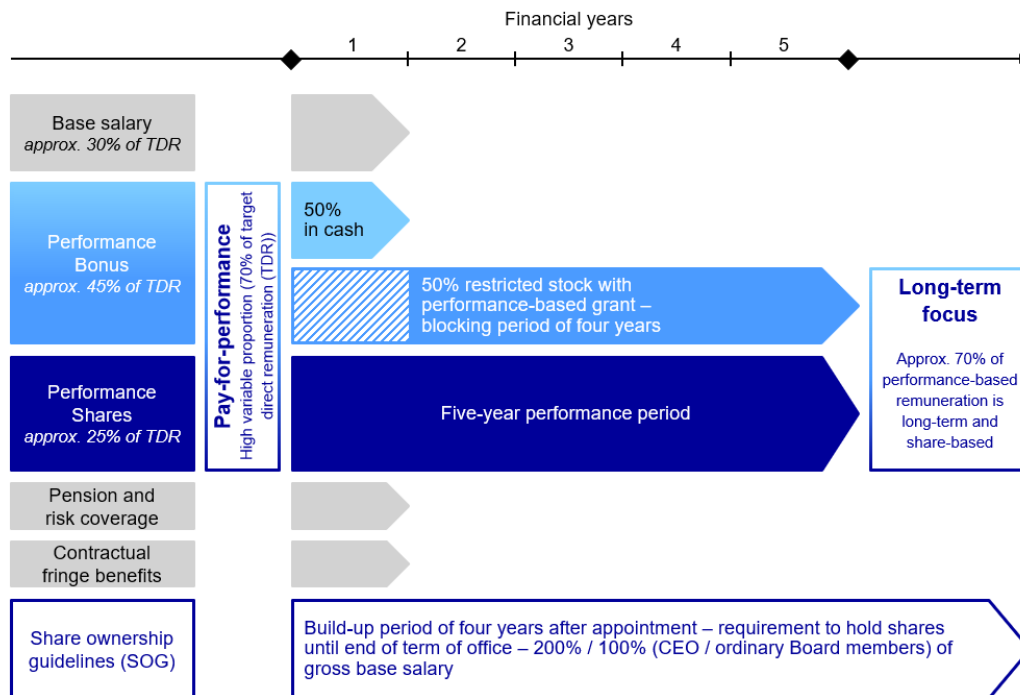 Financial years
1 2 3 4 5
Base salary
approx. 30% of TDR
Performance
Bonus
approx. 45% of TDR
Pay-for-performance
High variable proportion (70% of target
direct remuneration (TDR))
50%
in cash
50% restricted stock with
performance-based grant –
blocking period of four years
Long-term
focus
Approx. 70% of
performance-based
remuneration is
long-term and
share-based
Performance
Shares
approx. 25% of TDR
Five-year performance period
Pension and
risk coverage
Contractual
fringe benefits
Share ownership
guidelines (SOG)
Build-up period of four years after appointment – requirement to hold shares
until end of term of office – 200% / 100% (CEO / ordinary Board members) of
gross base salary